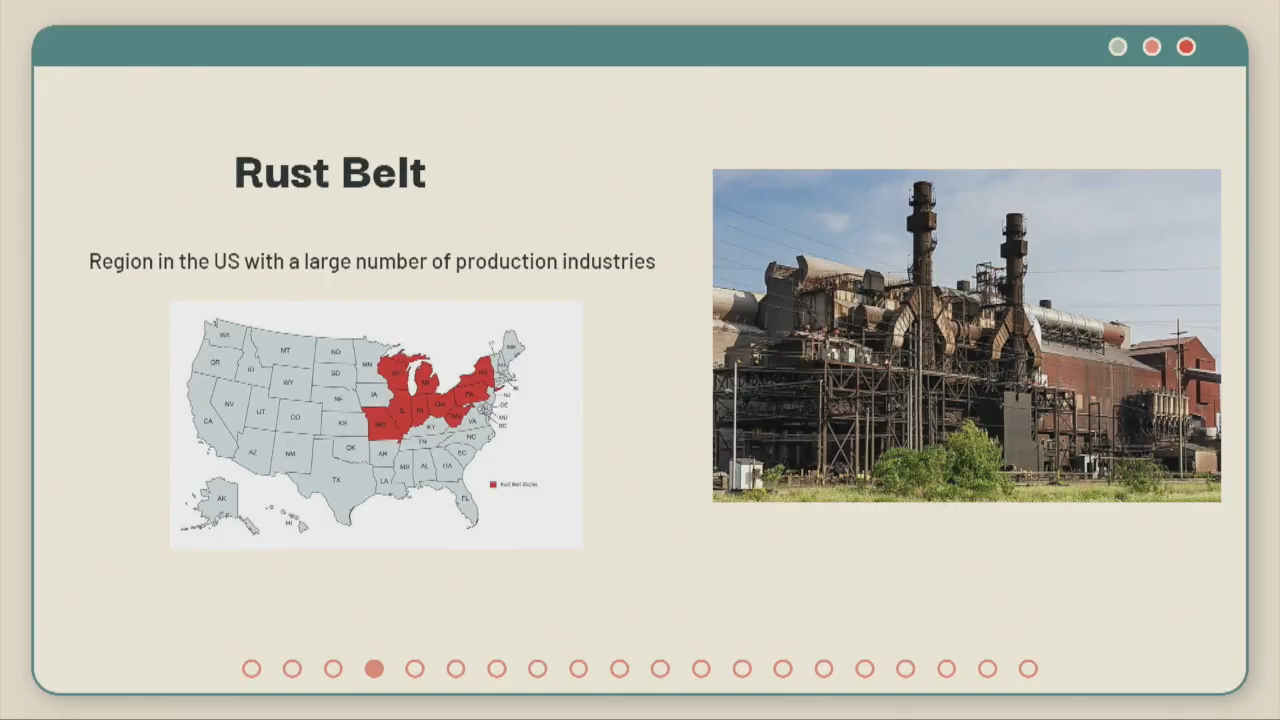 Rust Belt
Region in the US with a large number of production industries
WA
MT
ND
MN
ME
OR
ID
SD
WI
MI
NY
WY
IA
PA
NJ
NV
NE
IL
IN
OH
DE
UT
CO
KS
MO
WV
VA
MD
DC
CA
KY
AZ
NM
OK
AR
TN
NC
SC
TX
LA
MS
AL
GA
FL
AK
HI
Rust Belt States